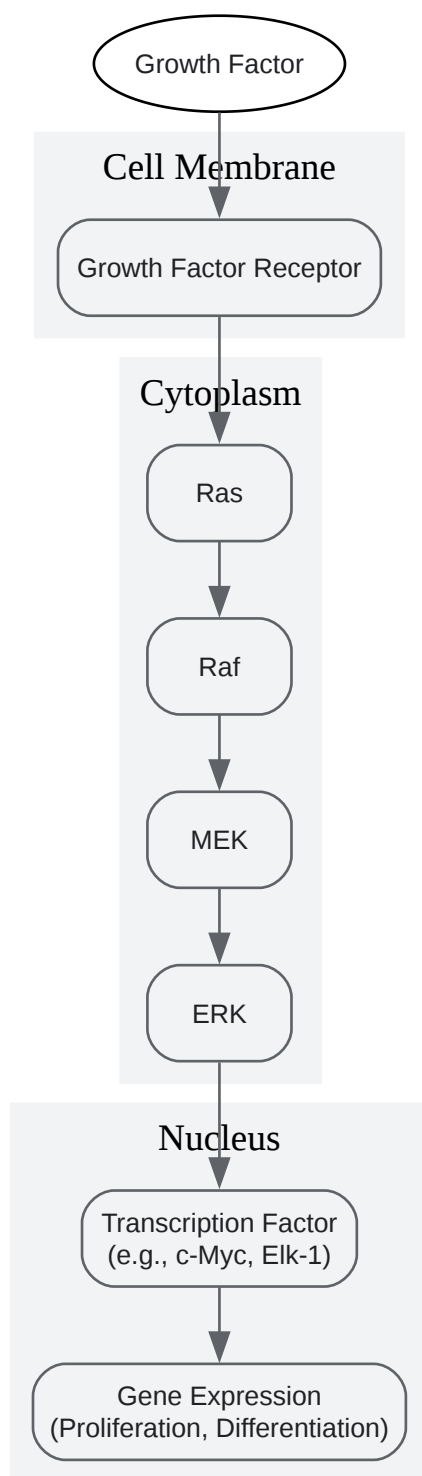 Growth Factor
Cell Membrane
Growth Factor Receptor
Cytoplasm
Ras
Raf
MEK
ERK
Nucleus
Transcription Factor
(e.g., c-Myc, Elk-1)
Gene Expression
(Proliferation, Differentiation)